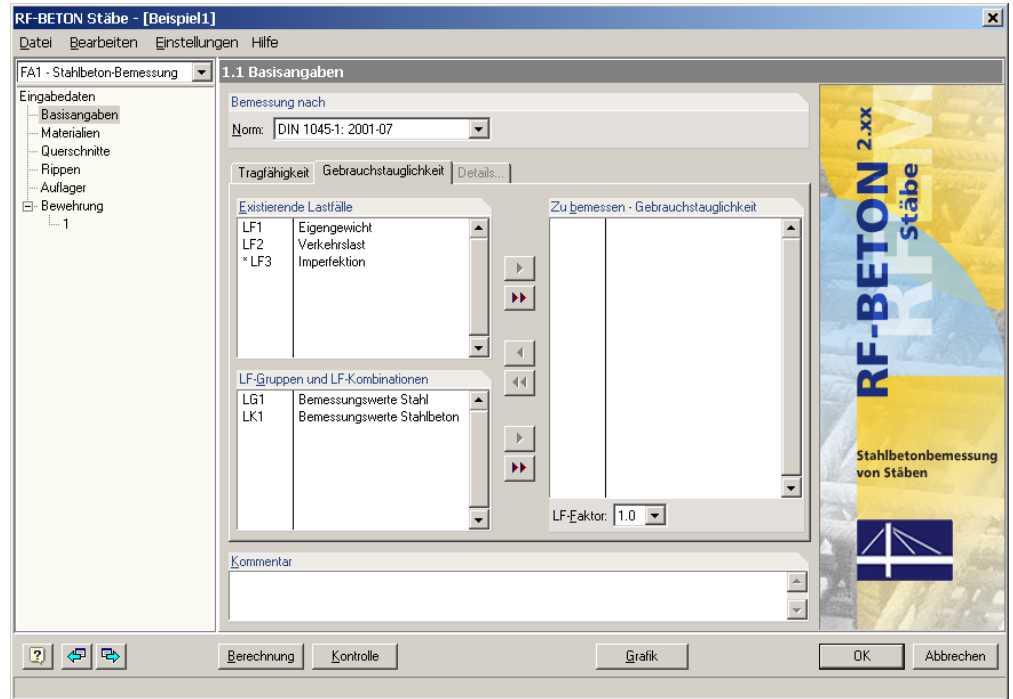 RF-BETON Stäbe - [Beispiel1]
Datei Bearbeiten Einstellungen Hilfe
FA1 - Stahlbeton-Bemessung
1.1 Basisangaben
Eingabedaten
Basisangaben
Materialien
Querschnitte
Rippen
Auflager
Bewehrung
1
Bemessung nach
Norm: DIN 1045-1: 2001-07
Tragfähigkeit Gebrauchstauglichkeit Details...
Existierende Lastfälle
LF1 Eigengewicht
LF2 Verkehrslast
* LF3 Imperfektion
LF-Gruppen und LF-Kombinationen
LG1 Bemessungswerte Stahl
LK1 Bemessungswerte Stahlbeton
Zu bemessen - Gebrauchstauglichkeit
LF-Faktor: 1.0
Kommentar
RF-BETON 2.xx
Stäbe
RFEM
Stahlbetonbemessung
von Stäben
Berechnung Kontrolle Grafik OK Abbrechen